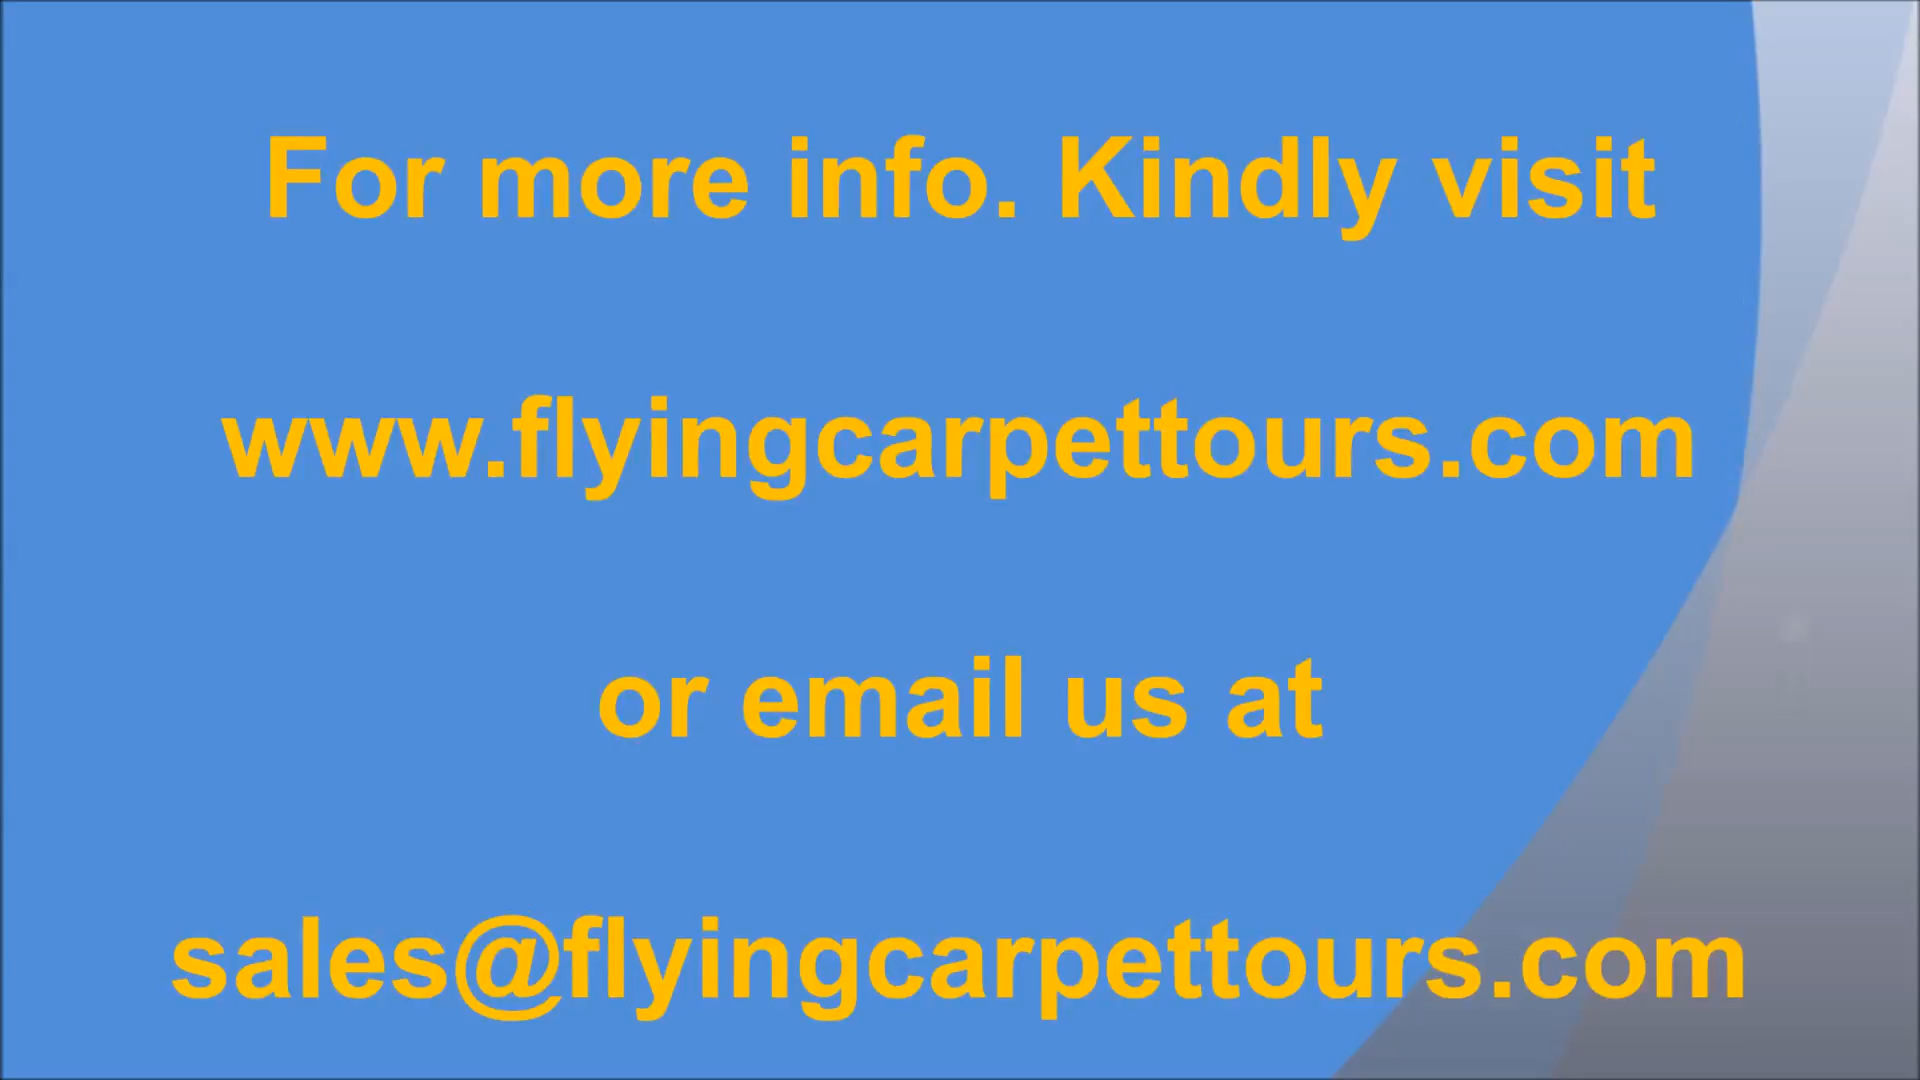 For more info. Kindly visit
www.flyingcarpettours.com
or email us at
sales@flyingcarpettours.com